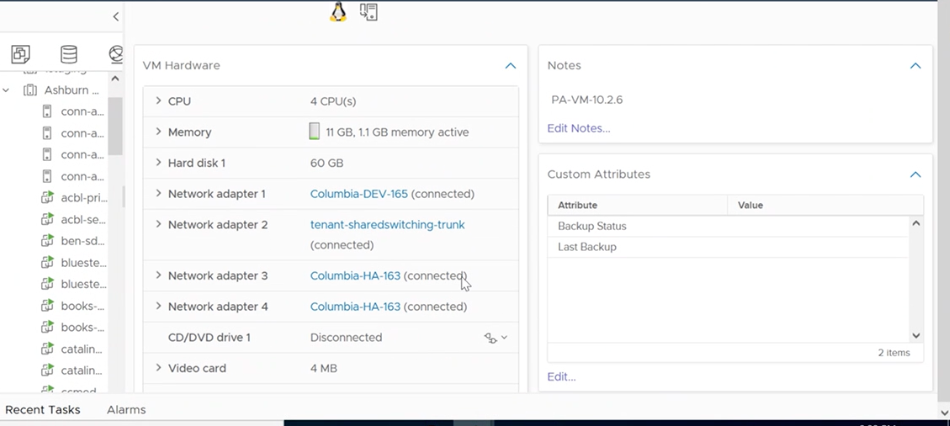 Ashburn ...
conn-a...
conn-a...
conn-a...
conn-a...
acbl-pri...
acbl-se...
ben-sd...
blueste...
blueste...
books-...
books-...
catalin...
catalin...
VM Hardware
CPU 4 CPU(s)
Memory 11 GB, 1.1 GB memory active
Hard disk 1 60 GB
Network adapter 1 Columbia-DEV-165 (connected)
Network adapter 2 tenant-sharedswitching-trunk
(connected)
Network adapter 3 Columbia-HA-163 (connected)
Network adapter 4 Columbia-HA-163 (connected)
CD/DVD drive 1 Disconnected
Video card 4 MB
Notes
PA-VM-10.2.6
Edit Notes...
Custom Attributes
Attribute Value
Backup Status
Last Backup
2 items
Edit...
Recent Tasks Alarms